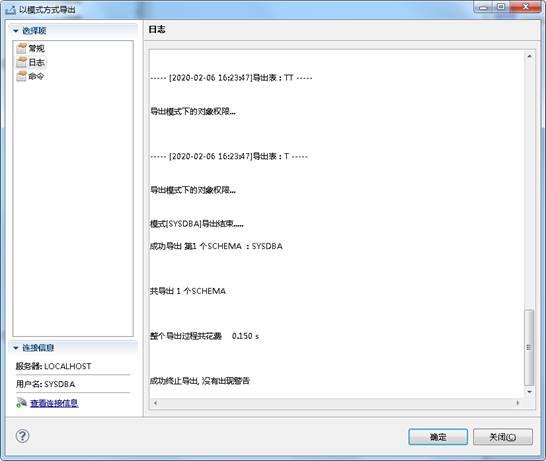 以模式方式导出
选择项
常规
日志
命令
连接信息
服务器: LOCALHOST
用户名: SYSDBA
查看连接信息
日志
----- [2020-02-06 16:23:47]导出表：TT -----
导出模式下的对象权限...
----- [2020-02-06 16:23:47]导出表：T -----
导出模式下的对象权限...
模式[SYSDBA]导出结束.....
成功导出 第1 个SCHEMA ：SYSDBA
共导出 1 个SCHEMA
整个导出过程共花费 0.150 s
成功终止导出, 没有出现警告
确定
关闭(C)